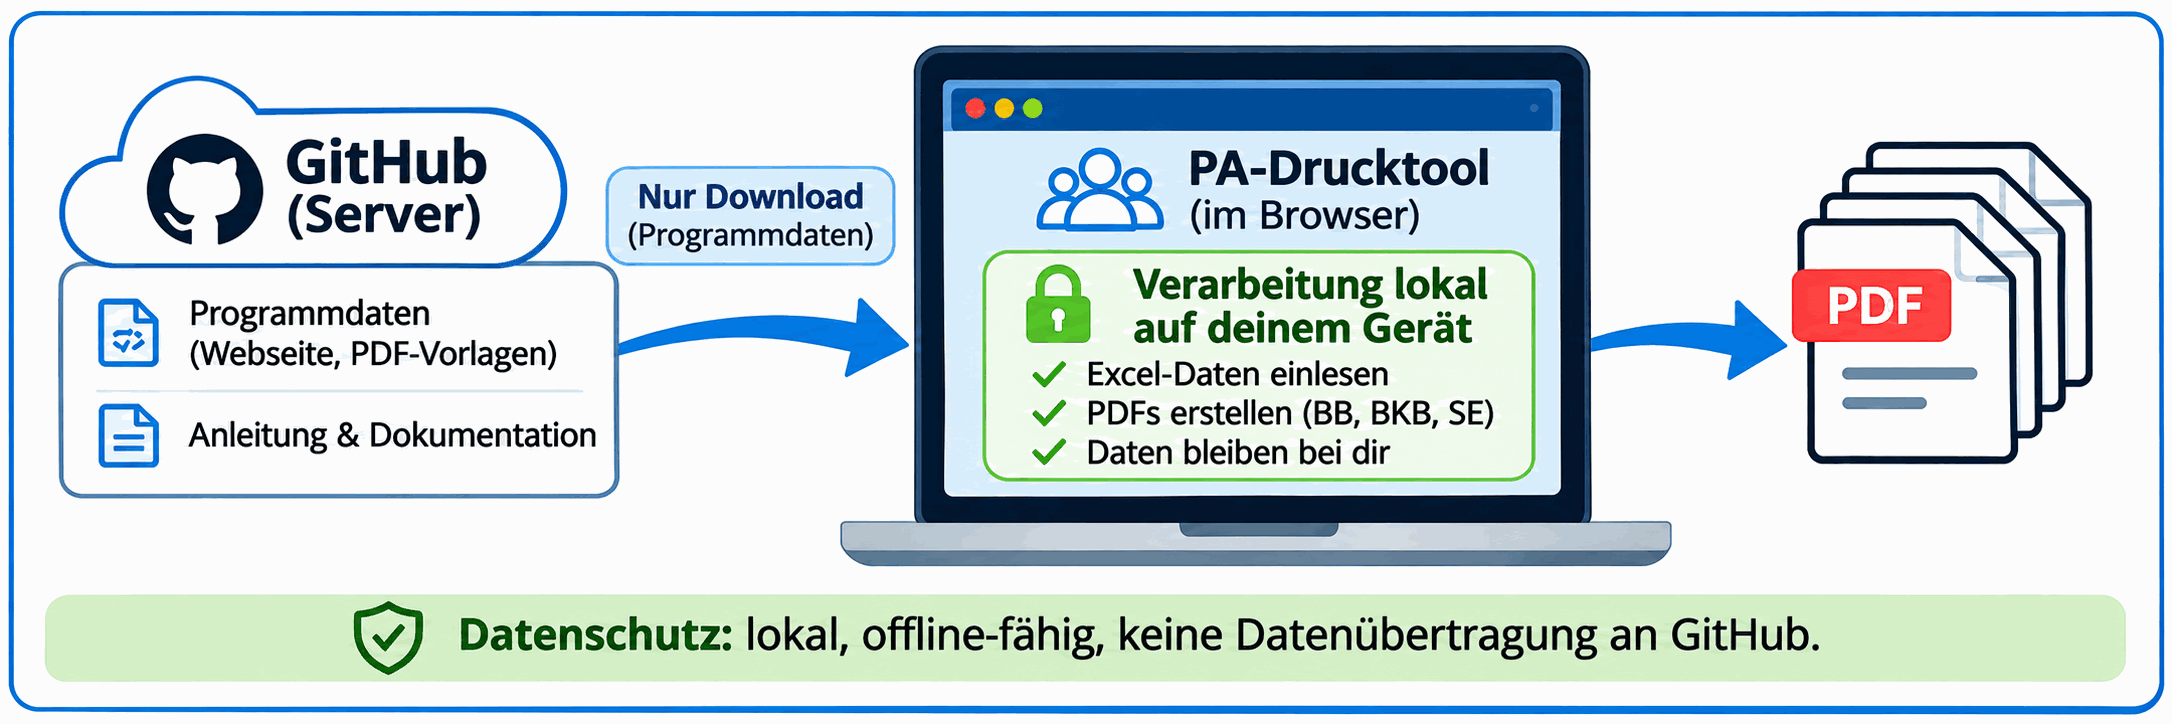 GitHub
(Server)
Programmdaten
(Webseite, PDF-Vorlagen)
Anleitung & Dokumentation
Nur Download
(Programmdaten)
PA-Drucktool
(im Browser)
Verarbeitung lokal
auf deinem Gerät
Excel-Daten einlesen
PDFs erstellen (BB, BKB, SE)
Daten bleiben bei dir
PDF
Datenschutz: lokal, offline-fähig, keine Datenübertragung an GitHub.